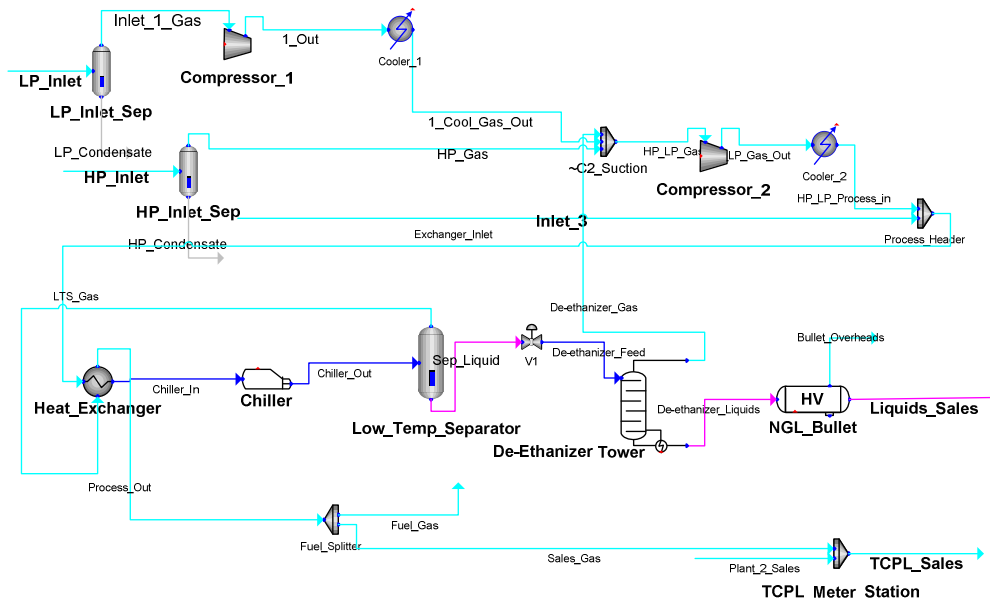 Inlet_1_Gas
1_Out
Cooler_1
Compressor_1
LP_Inlet
LP_Inlet_Sep
1_Cool_Gas_Out
LP_Condensate
HP_Gas
HP_LP_Gas
LP_Gas_Out
~C2_Suction
Cooler_2
HP_Inlet
Compressor_2
HP_LP_Process_in
HP_Inlet_Sep
Inlet_3
Exchanger_Inlet
Process_Header
HP_Condensate
LTS_Gas
De-ethanizer_Gas
Bullet_Overheads
Sep_Liquid
V1
De-ethanizer_Feed
Chiller_In
Chiller_Out
Chiller
Heat_Exchanger
HV
De-ethanizer_Liquids
Liquids_Sales
Low_Temp_Separator
NGL_Bullet
De-Ethanizer Tower
Process_Out
Fuel_Gas
Fuel_Splitter
Sales_Gas
Plant_2_Sales
TCPL_Sales
TCPL Meter Station